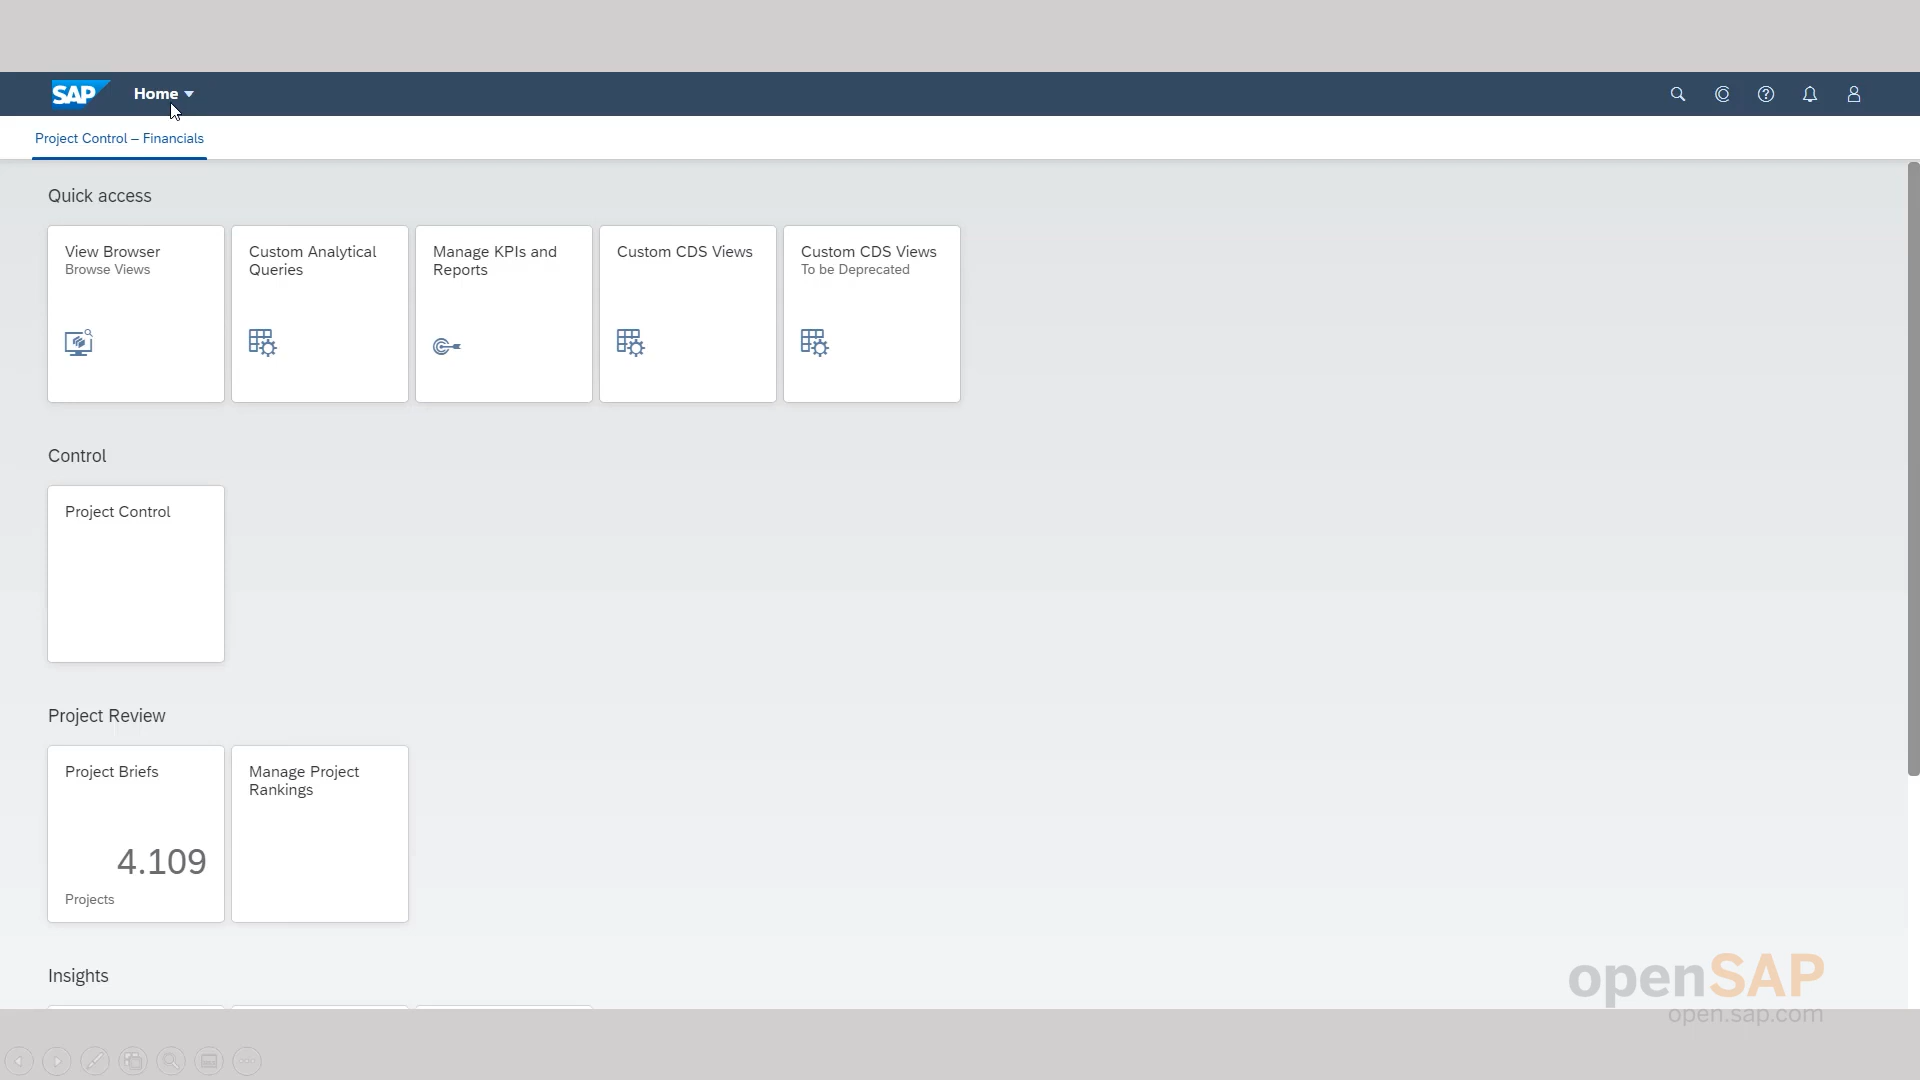 SAP Home
Project Control – Financials
Quick access
View Browser
Browse Views
Custom Analytical
Queries
Manage KPIs and
Reports
Custom CDS Views
Custom CDS Views
To be Deprecated
Control
Project Control
Project Review
Project Briefs
4.109
Projects
Manage Project
Rankings
Insights
openSAP
open.sap.com